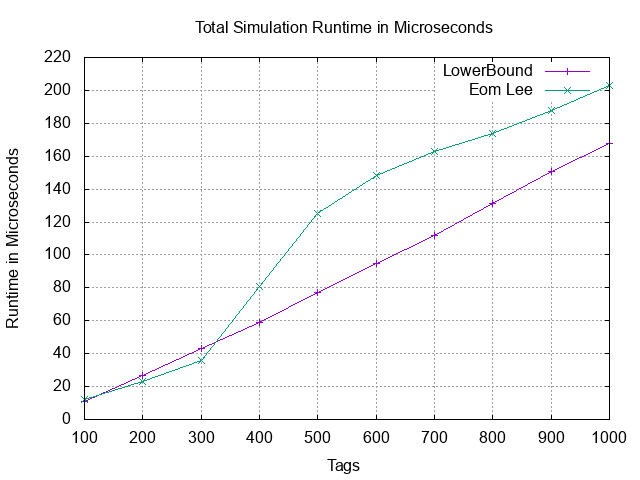 Total Simulation Runtime in Microseconds
220
200
180
160
140
120
100
80
60
40
20
0
Runtime in Microseconds
LowerBound
Eom Lee
100 200 300 400 500 600 700 800 900 1000
Tags